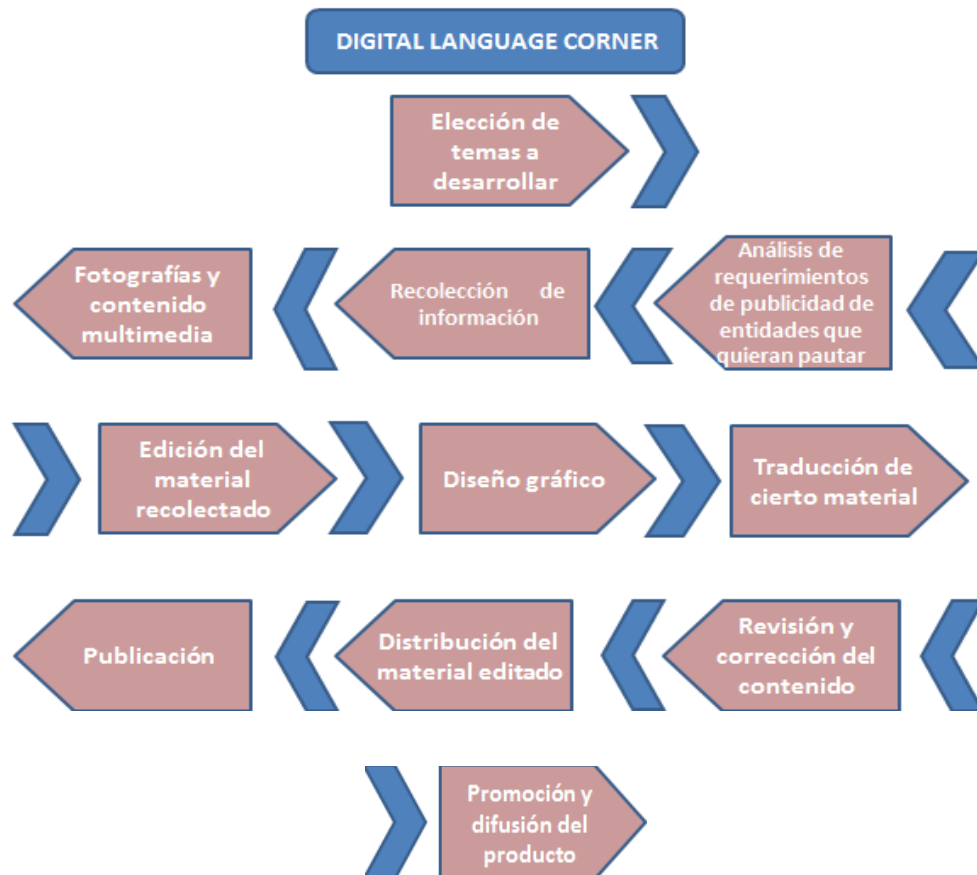 DIGITAL LANGUAGE CORNER
Elección de
temas a
desarrollar
Análisis de
requerimientos
de publicidad de
entidades que
quieran pautar
Recolección de
información
Fotografías y
contenido
multimedia
Edición del
material
recolectado
Diseño gráfico
Traducción de
cierto material
Revisión y
corrección del
contenido
Distribución del
material editado
Publicación
Promoción y
difusión del
producto